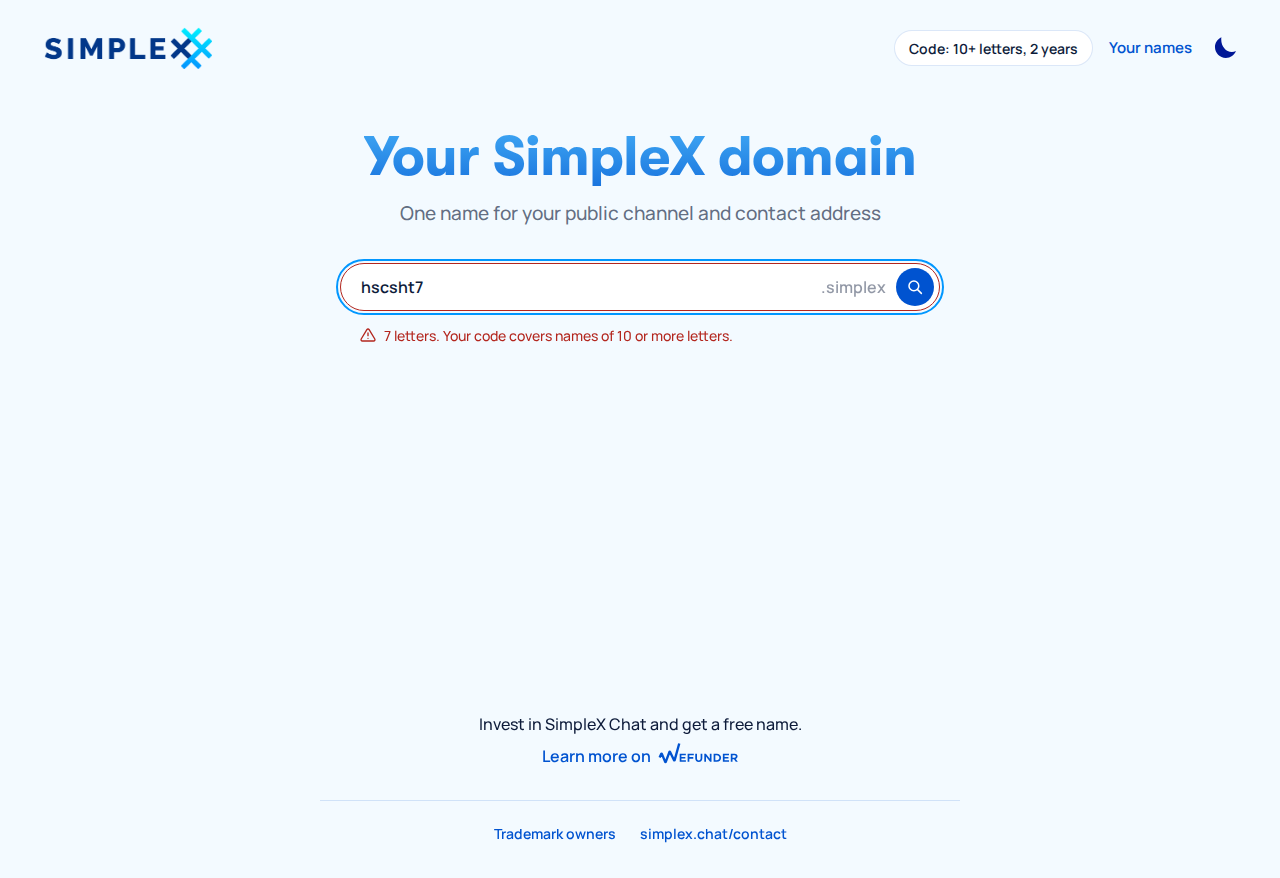 SIMPLEX
Code: 10+ letters, 2 years
Your names
Your SimpleX domain
One name for your public channel and contact address
hscsht7
.simplex
7 letters. Your code covers names of 10 or more letters.
Invest in SimpleX Chat and get a free name.
Learn more on WEFUNDER
Trademark owners
simplex.chat/contact